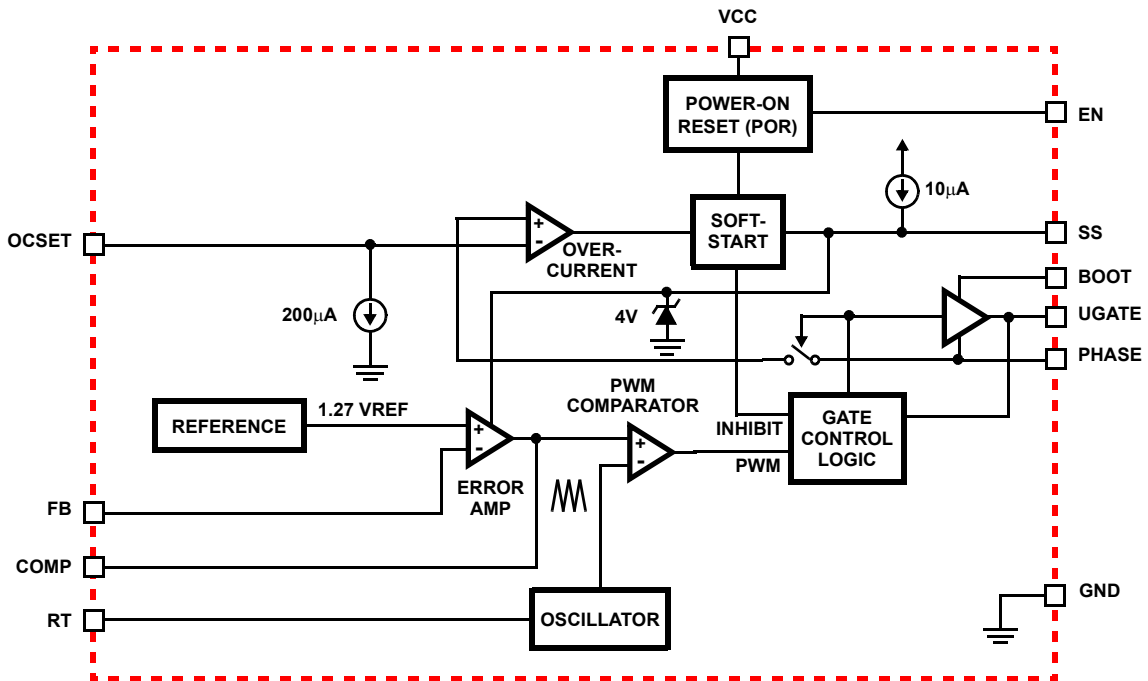 VCC
POWER-ON
RESET (POR)
EN
10µA
OCSET
+
-
OVER-
CURRENT
SOFT-
START
SS
BOOT
200µA
4V
UGATE
PHASE
PWM
COMPARATOR
REFERENCE
1.27 VREF
+
-
+
-
INHIBIT
PWM
GATE
CONTROL
LOGIC
ERROR
AMP
FB
COMP
RT
OSCILLATOR
GND